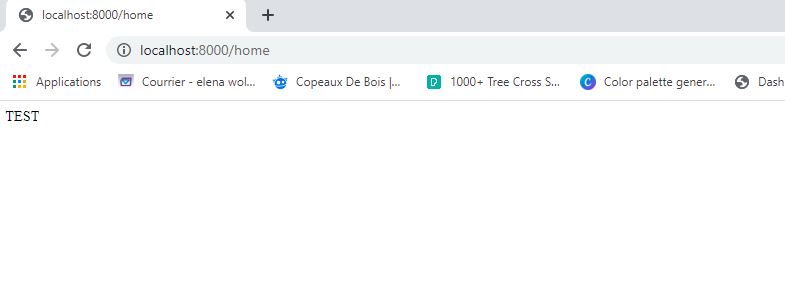 localhost:8000/home
localhost:8000/home
Applications Courrier - elena wol... Copeaux De Bois |... 1000+ Tree Cross S... Color palette gener... Dash
TEST